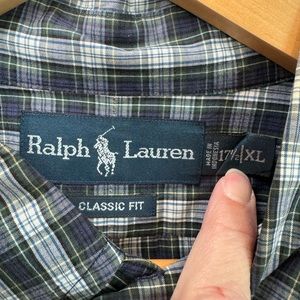 Ralph Lauren
MADE IN
17½ XL
CLASSIC FIT